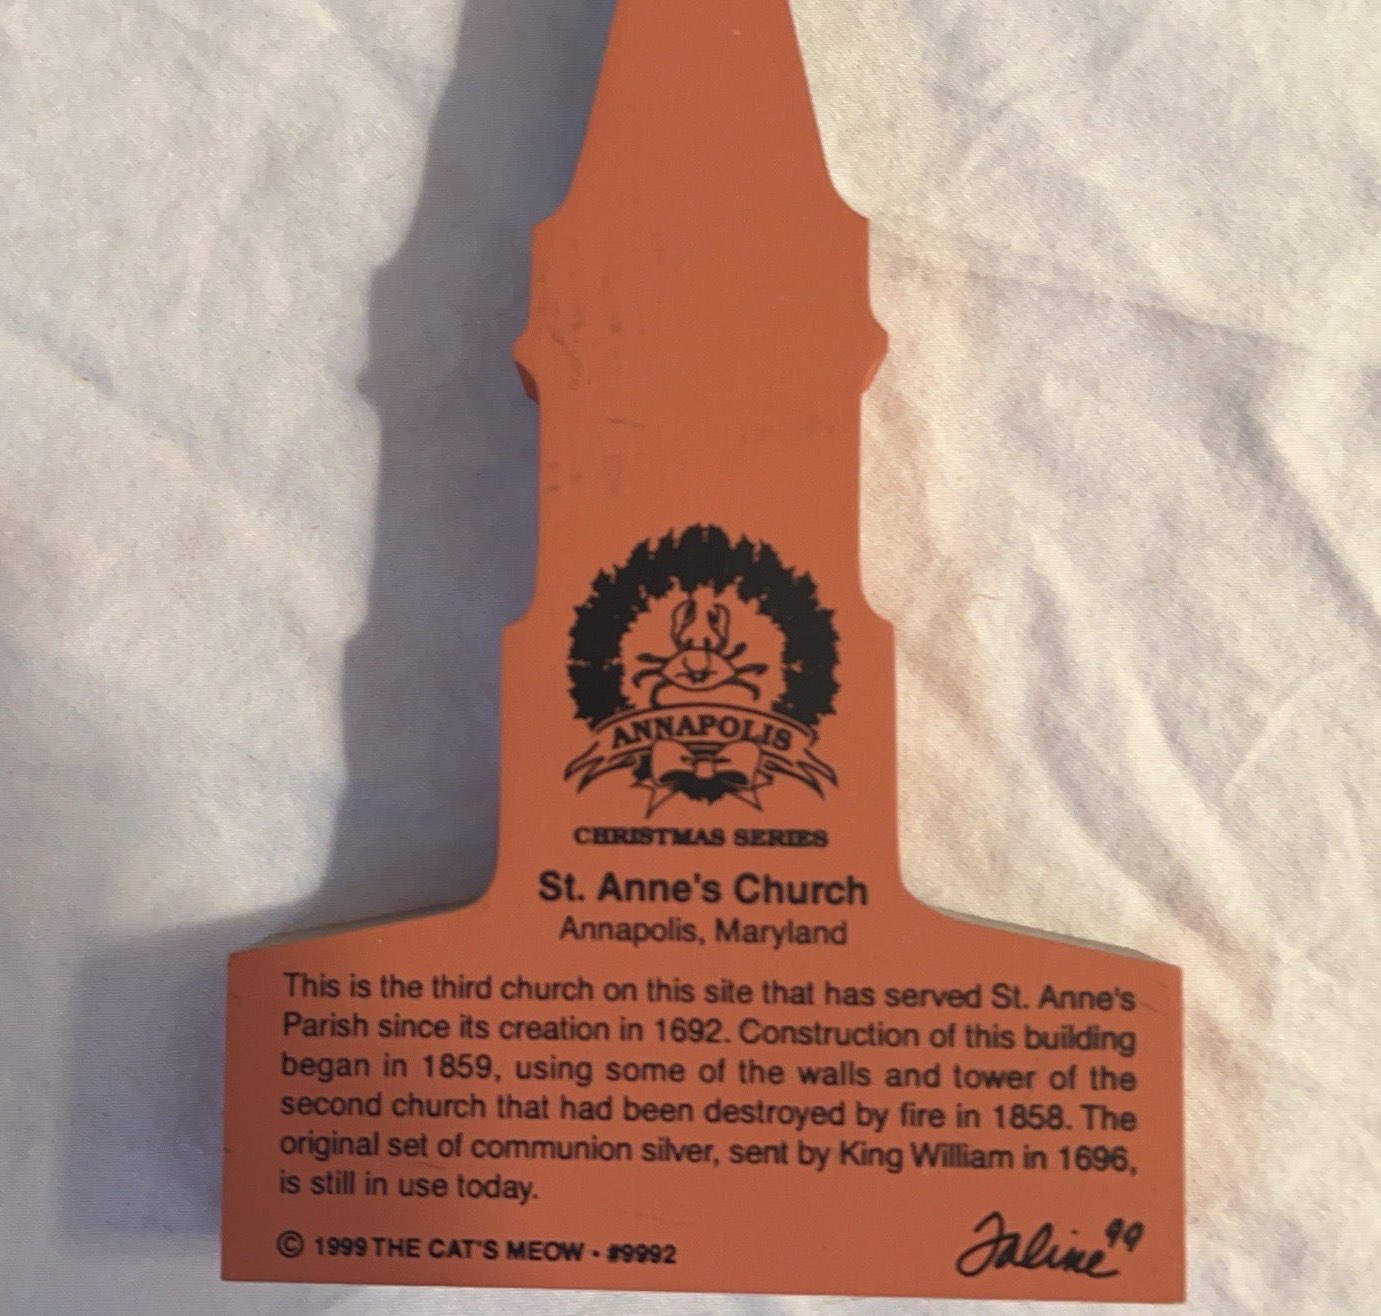 ANNAPOLIS
CHRISTMAS SERIES
St. Anne's Church
Annapolis, Maryland
This is the third church on this site that has served St. Anne's
Parish since its creation in 1692. Construction of this building
began in 1859, using some of the walls and tower of the
second church that had been destroyed by fire in 1858. The
original set of communion silver, sent by King William in 1696,
is still in use today.
© 1999 THE CAT'S MEOW · #9992
Faline 99